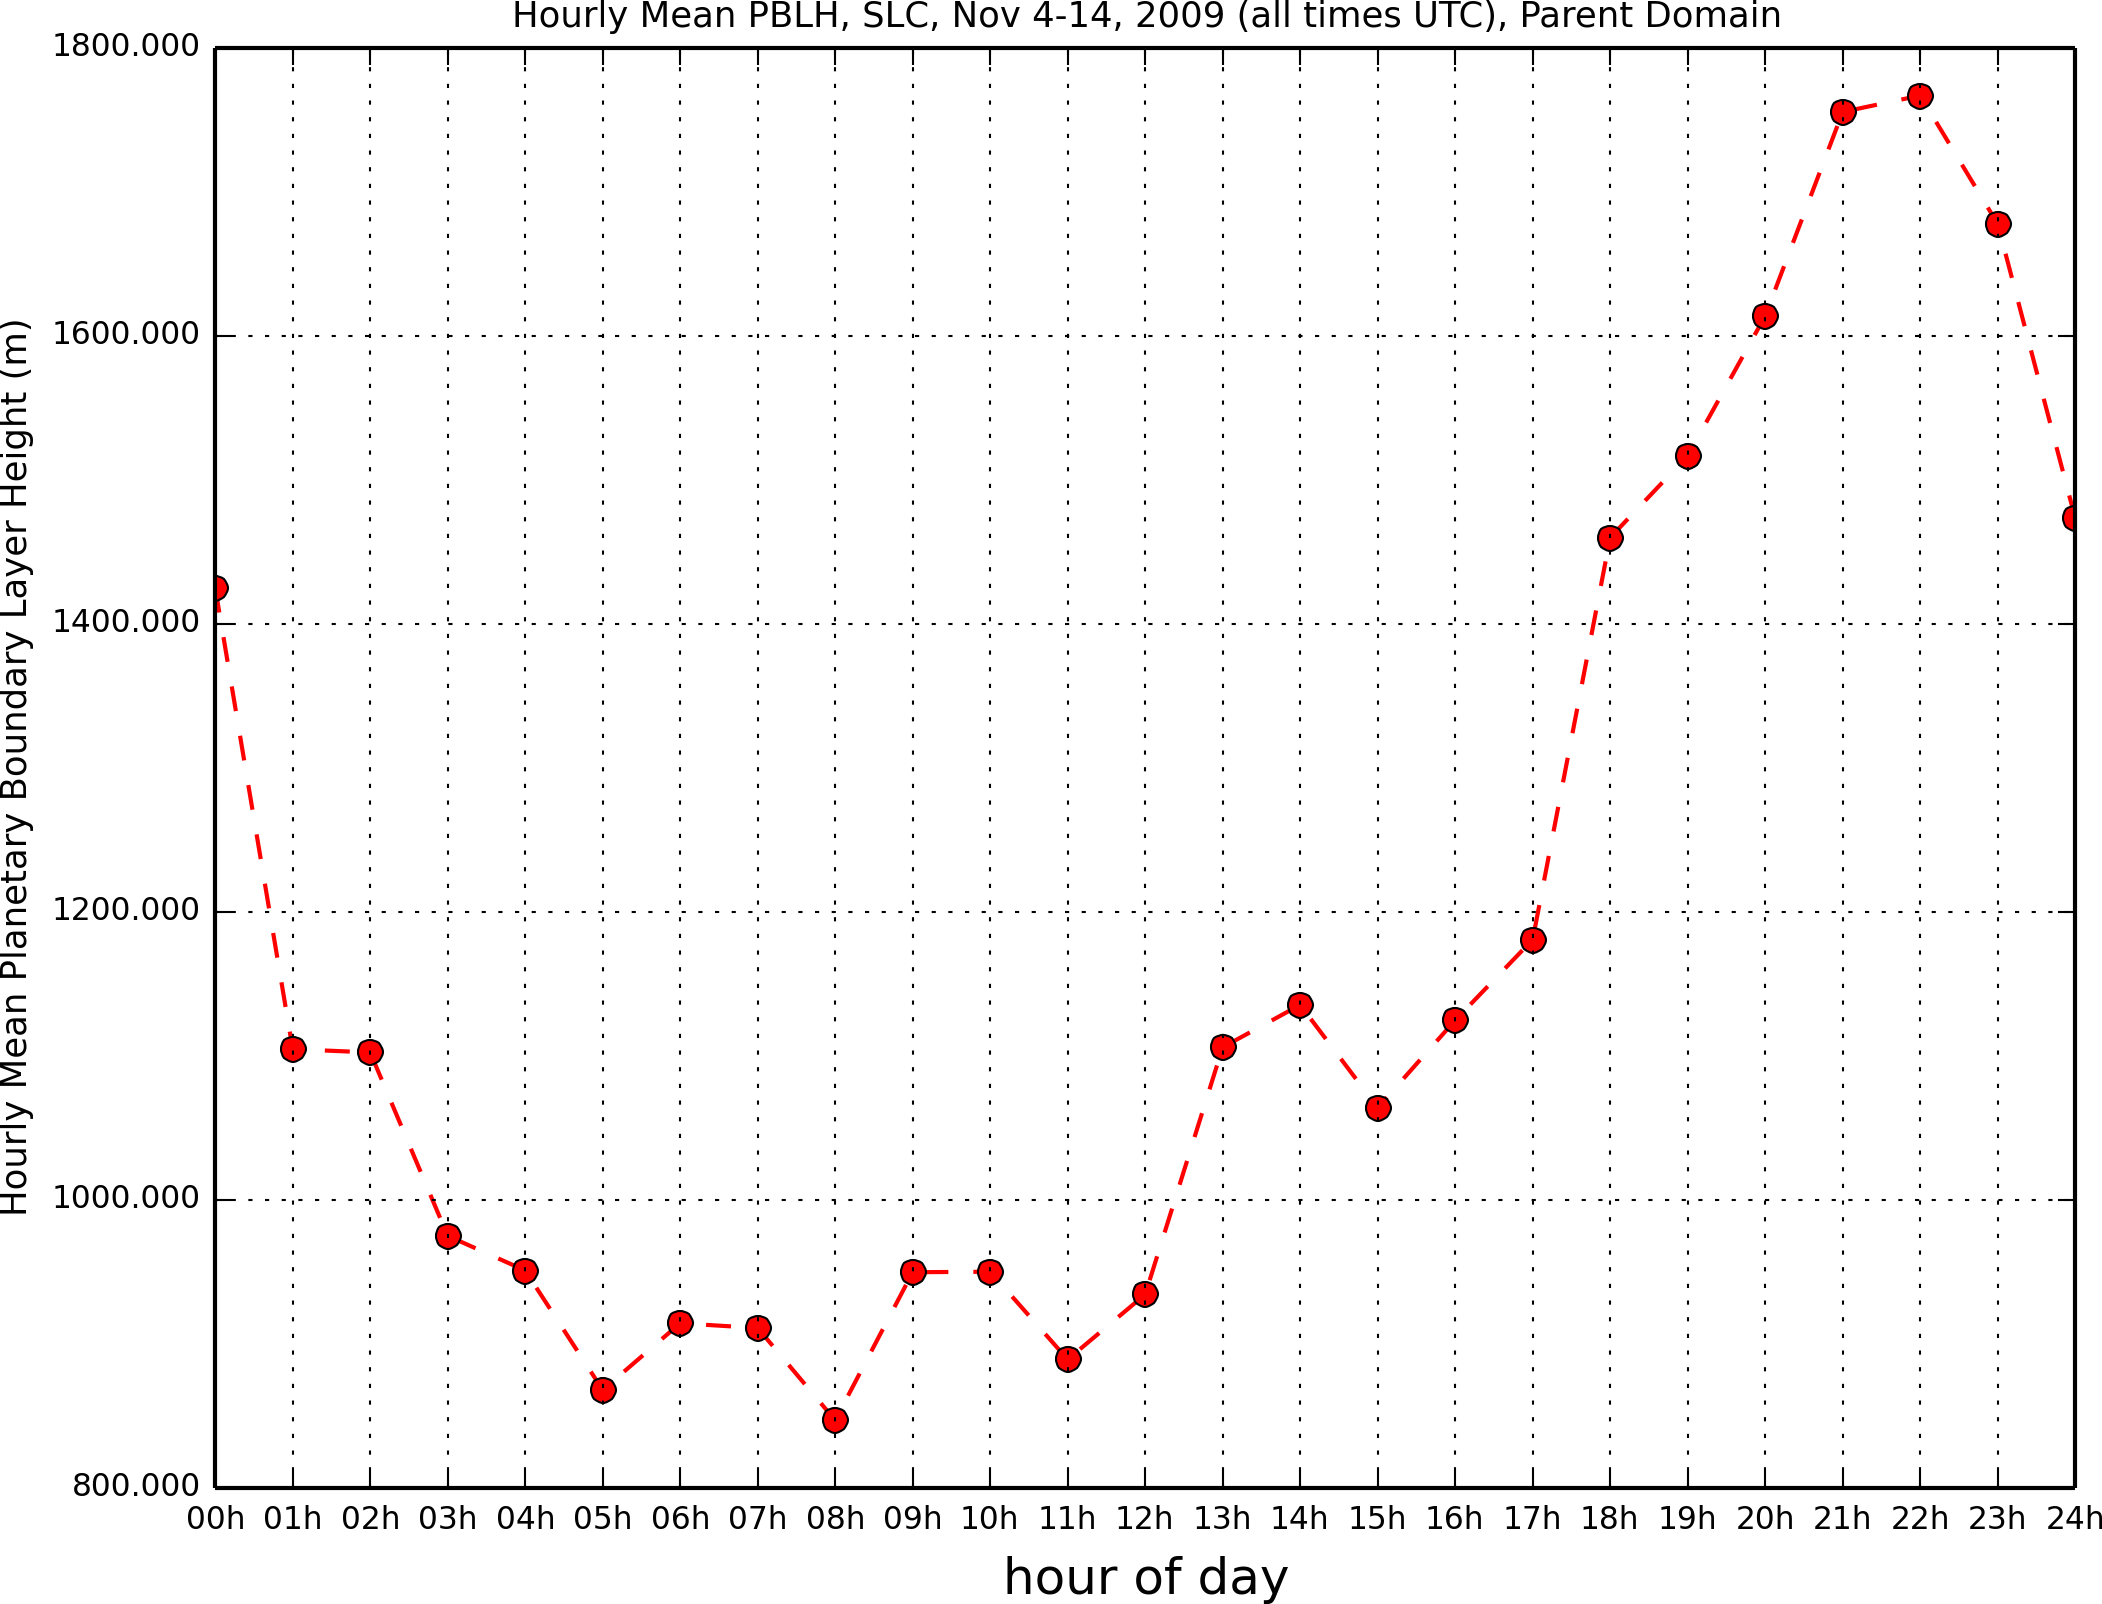 Hourly Mean PBLH, SLC, Nov 4-14, 2009 (all times UTC), Parent Domain
Hourly Mean Planetary Boundary Layer Height (m)
1800.000
1600.000
1400.000
1200.000
1000.000
800.000
00h 01h 02h 03h 04h 05h 06h 07h 08h 09h 10h 11h 12h 13h 14h 15h 16h 17h 18h 19h 20h 21h 22h 23h 24h
hour of day